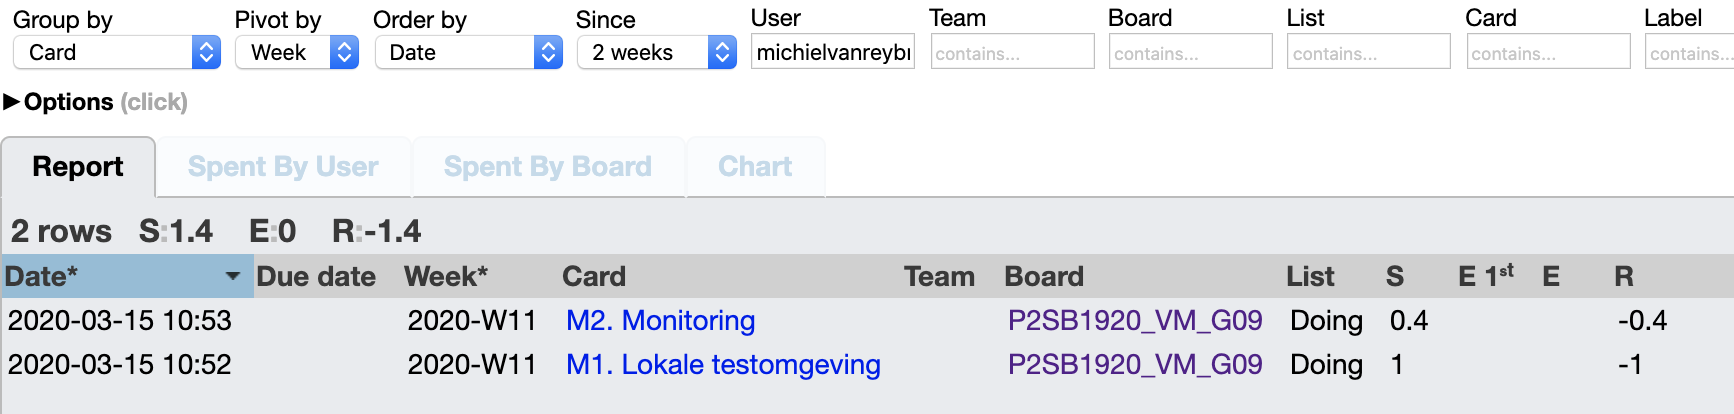 Group by Pivot by Order by Since User Team Board List Card Label
Card Week Date 2 weeks michielvanreybr contains... contains... contains... contains... contains...
Options (click)
Report Spent By User Spent By Board Chart
2 rows S:1.4 E:0 R:-1.4
Date* Due date Week* Card Team Board List S E 1st E R
2020-03-15 10:53 2020-W11 M2. Monitoring P2SB1920_VM_G09 Doing 0.4 -0.4
2020-03-15 10:52 2020-W11 M1. Lokale testomgeving P2SB1920_VM_G09 Doing 1 -1